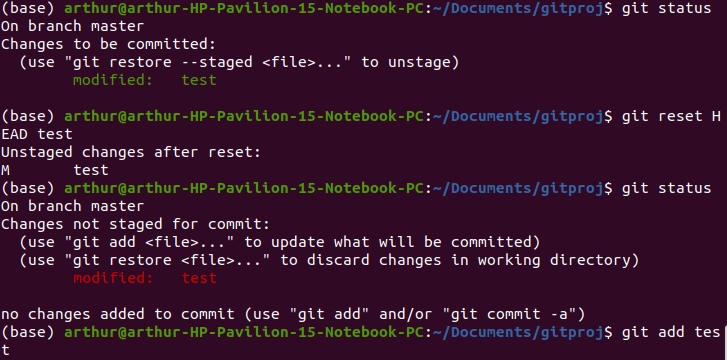 (base) arthur@arthur-HP-Pavilion-15-Notebook-PC:~/Documents/gitproj$ git status
On branch master
Changes to be committed:
  (use "git restore --staged <file>..." to unstage)
        modified:   test

(base) arthur@arthur-HP-Pavilion-15-Notebook-PC:~/Documents/gitproj$ git reset H
EAD test
Unstaged changes after reset:
M       test
(base) arthur@arthur-HP-Pavilion-15-Notebook-PC:~/Documents/gitproj$ git status
On branch master
Changes not staged for commit:
  (use "git add <file>..." to update what will be committed)
  (use "git restore <file>..." to discard changes in working directory)
        modified:   test

no changes added to commit (use "git add" and/or "git commit -a")
(base) arthur@arthur-HP-Pavilion-15-Notebook-PC:~/Documents/gitproj$ git add tes
t